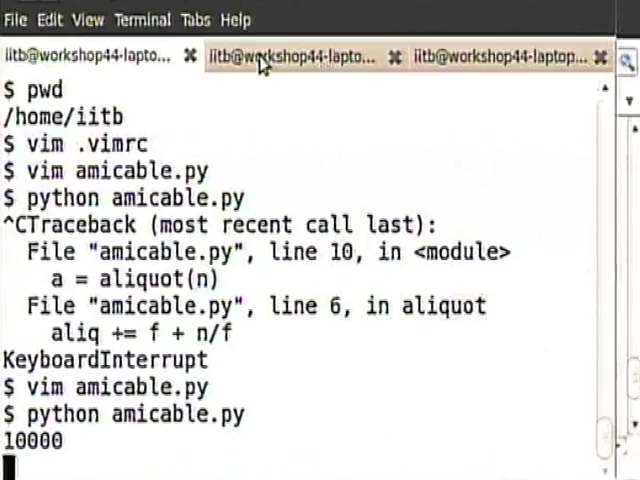 File Edit View Terminal Tabs Help
iitb@workshop44-lapto... iitb@workshop44-lapto... iitb@workshop44-laptop...
$ pwd
/home/iitb
$ vim .vimrc
$ vim amicable.py
$ python amicable.py
^CTraceback (most recent call last):
File "amicable.py", line 10, in <module>
a = aliquot(n)
File "amicable.py", line 6, in aliquot
aliq += f + n/f
KeyboardInterrupt
$ vim amicable.py
$ python amicable.py
10000